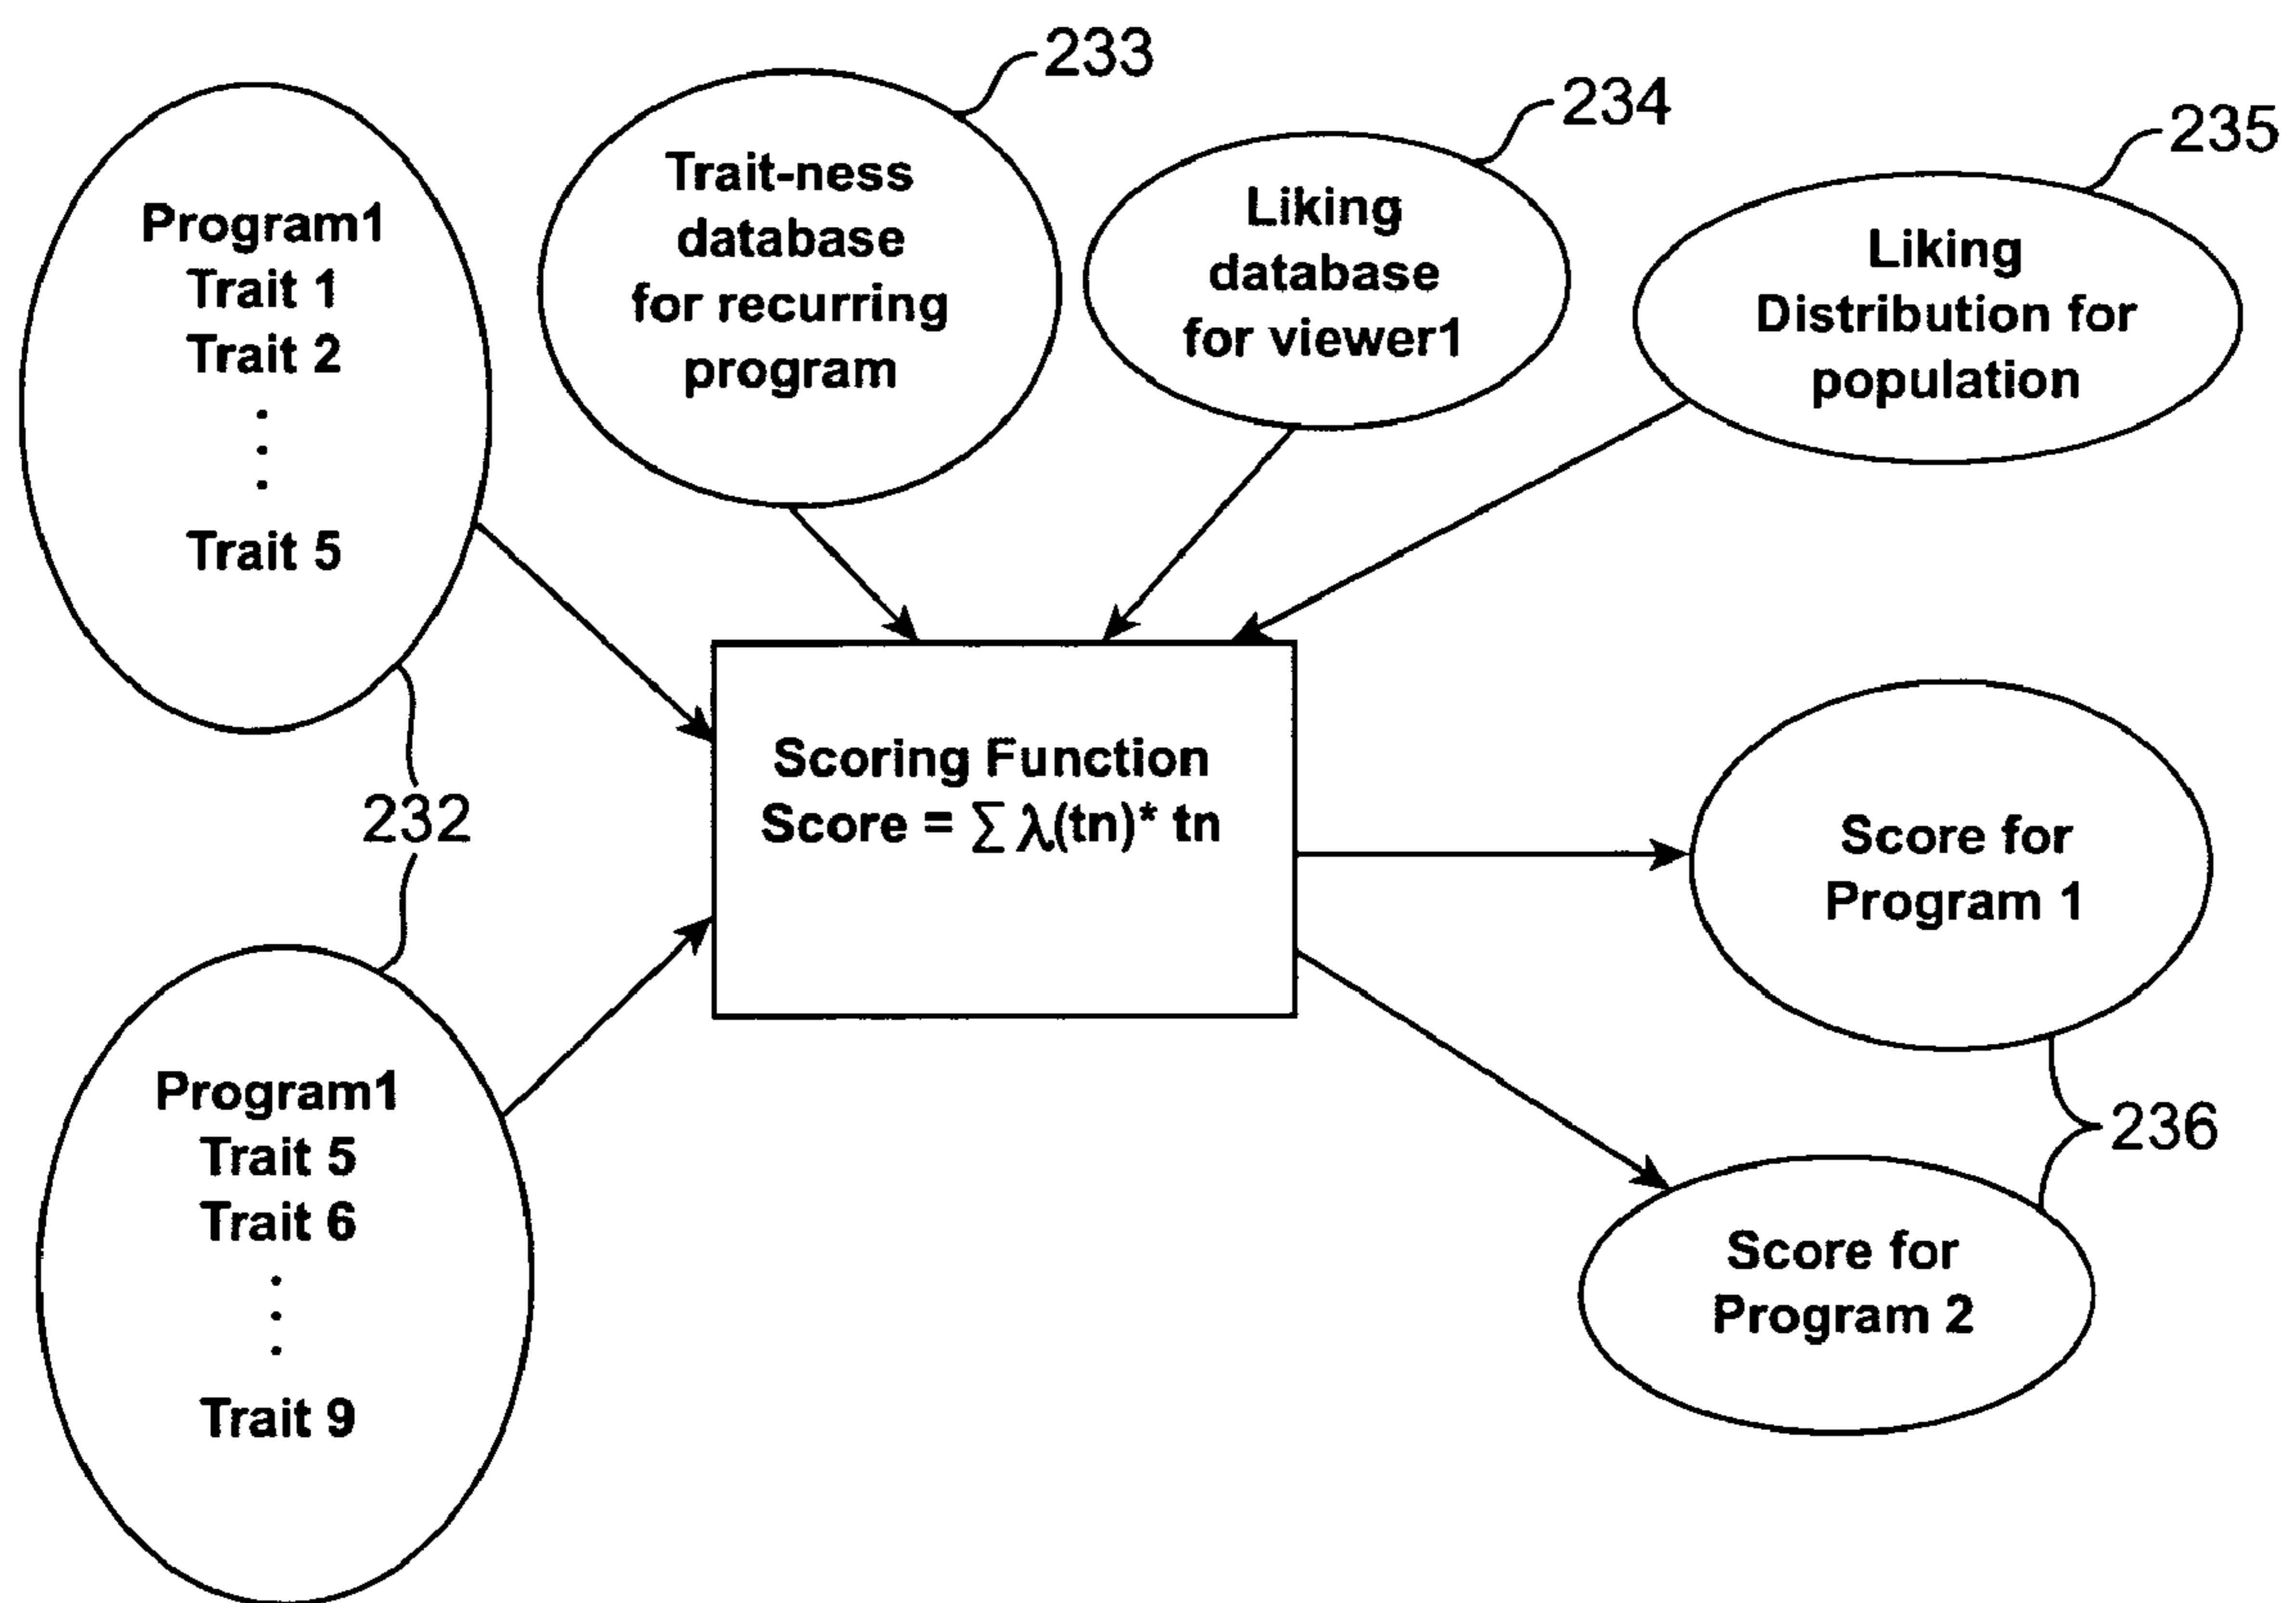 233
234
235
Program1
Trait 1
Trait 2
.
.
.
Trait 5
Trait-ness
database
for recurring
program
Liking
database
for viewer1
Liking
Distribution for
population
232
Scoring Function
Score = ∑ λ(tn)* tn
Score for
Program 1
Program1
Trait 5
Trait 6
.
.
.
Trait 9
236
Score for
Program 2